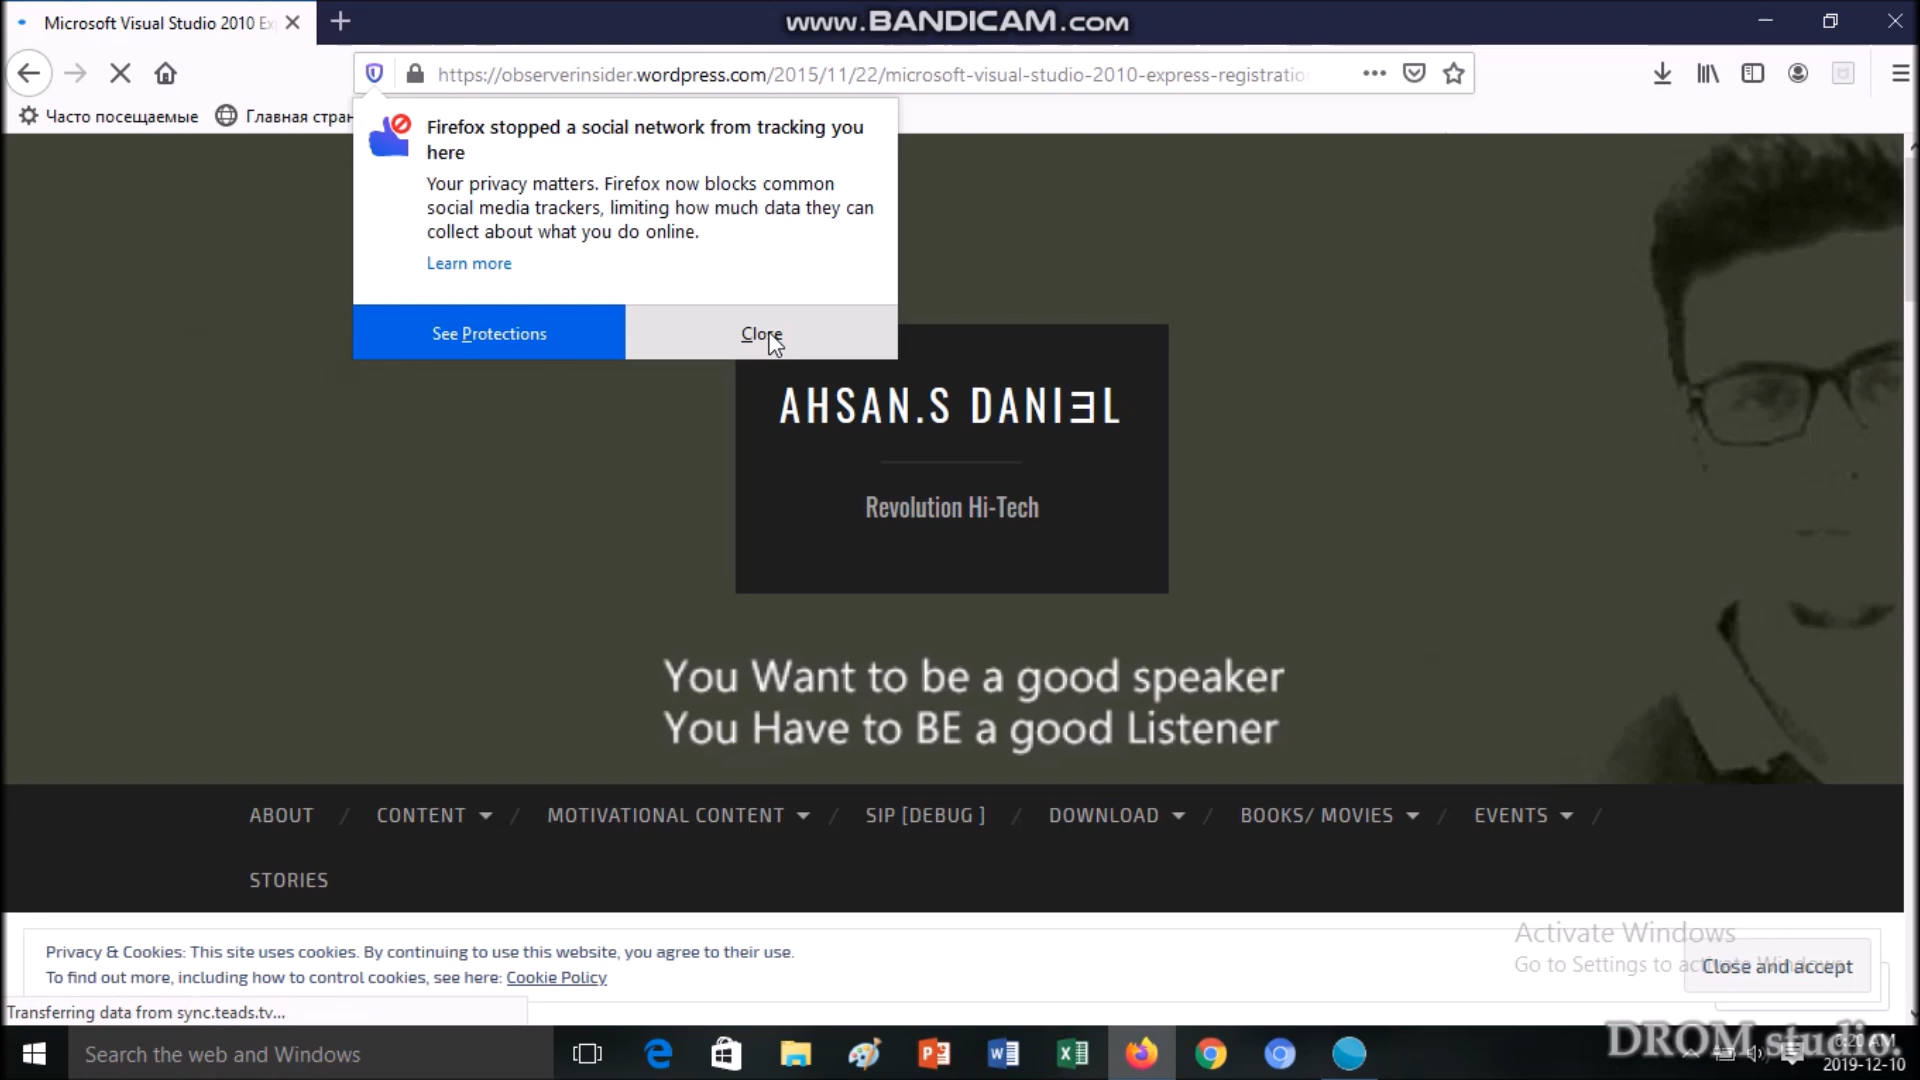 Microsoft Visual Studio 2010 Ex
www.BANDICAM.com
https://observerinsider.wordpress.com/2015/11/22/microsoft-visual-studio-2010-express-registratio
Часто посещаемые
Главная стран
Firefox stopped a social network from tracking you
here
Your privacy matters. Firefox now blocks common
social media trackers, limiting how much data they can
collect about what you do online.
Learn more
See Protections
Close
AHSAN.S DANIƎL
Revolution Hi-Tech
You Want to be a good speaker
You Have to BE a good Listener
ABOUT / CONTENT / MOTIVATIONAL CONTENT / SIP [DEBUG ] / DOWNLOAD / BOOKS/ MOVIES / EVENTS /
STORIES
Privacy & Cookies: This site uses cookies. By continuing to use this website, you agree to their use.
To find out more, including how to control cookies, see here: Cookie Policy
Activate Windows
Go to Settings to activate Windows.
Close and accept
Transferring data from sync.teads.tv...
Search the web and Windows
DROM studio.
6:20 AM
2019-12-10